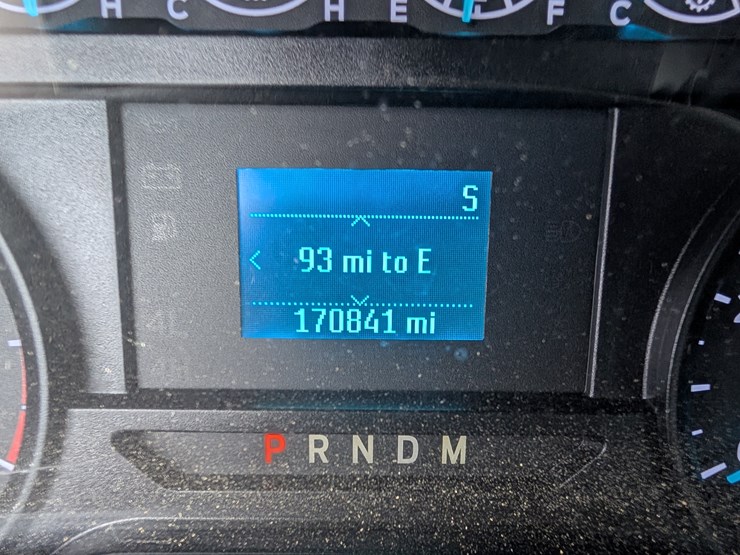 H C H E F C
S
93 mi to E
170841 mi
P R N D M